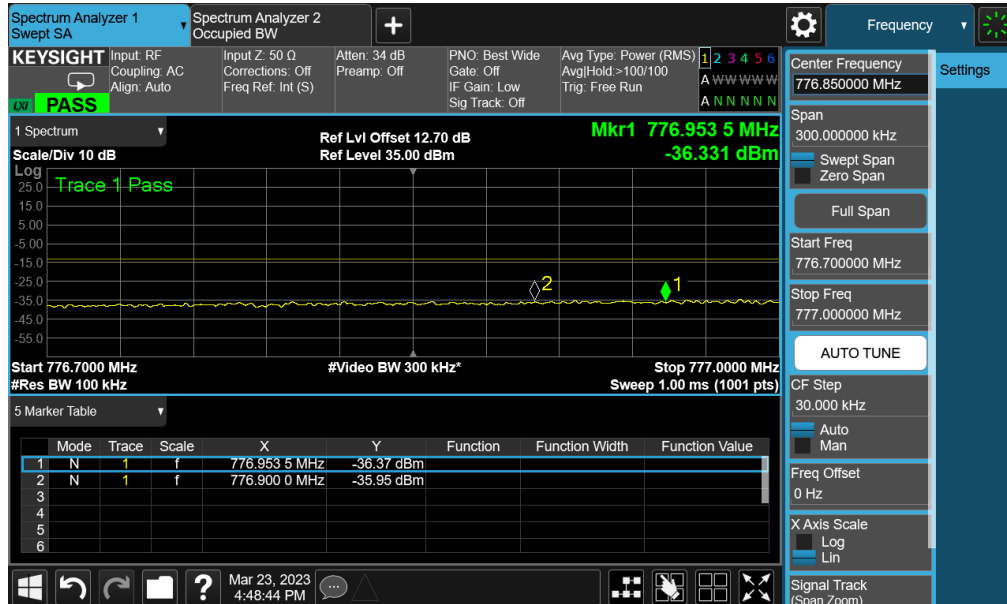 Spectrum Analyzer 1
Swept SA
Spectrum Analyzer 2
Occupied BW
+
Frequency
KEYSIGHT
LXI
PASS
Input: RF
Coupling: AC
Align: Auto
Input Z: 50 Ω
Corrections: Off
Freq Ref: Int (S)
Atten: 34 dB
Preamp: Off
PNO: Best Wide
Gate: Off
IF Gain: Low
Sig Track: Off
Avg Type: Power (RMS)
Avg|Hold:>100/100
Trig: Free Run
1 2 3 4 5 6
A W W W W W
A N N N N N
1 Spectrum
Scale/Div 10 dB
Ref Lvl Offset 12.70 dB
Ref Level 35.00 dBm
Mkr1 776.953 5 MHz
-36.331 dBm
Log
Trace 1 Pass
25.0
15.0
5.00
-5.00
-15.0
-25.0
-35.0
-45.0
-55.0
2
1
Start 776.7000 MHz
#Res BW 100 kHz
#Video BW 300 kHz*
Stop 777.0000 MHz
Sweep 1.00 ms (1001 pts)
5 Marker Table
Mode Trace Scale X Y Function Function Width Function Value
1 N 1 f 776.953 5 MHz -36.37 dBm
2 N 1 f 776.900 0 MHz -35.95 dBm
3
4
5
6
?
Mar 23, 2023
4:48:44 PM
Center Frequency
776.850000 MHz
Span
300.000000 kHz
Swept Span
Zero Span
Full Span
Start Freq
776.700000 MHz
Stop Freq
777.000000 MHz
AUTO TUNE
CF Step
30.000 kHz
Auto
Man
Freq Offset
0 Hz
X Axis Scale
Log
Lin
Signal Track
(Span Zoom)
Settings